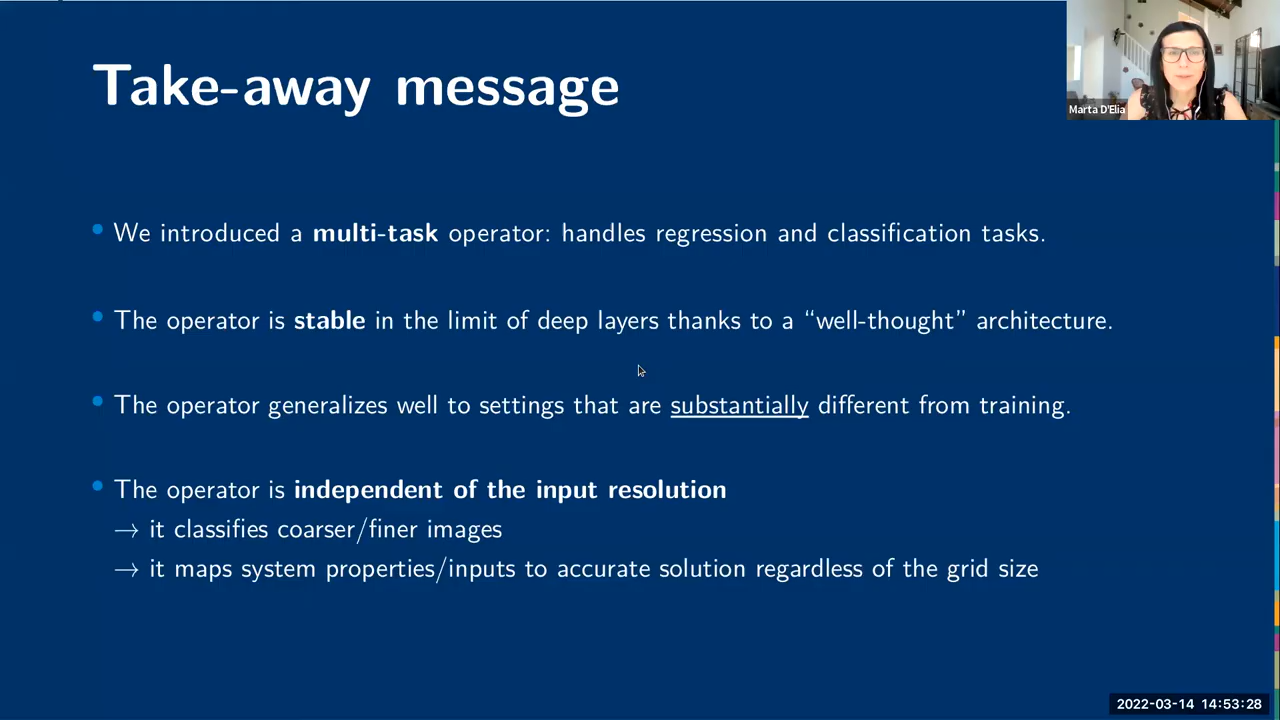 Take-away message
Marta D'Elia
• We introduced a multi-task operator: handles regression and classification tasks.
• The operator is stable in the limit of deep layers thanks to a “well-thought” architecture.
• The operator generalizes well to settings that are substantially different from training.
• The operator is independent of the input resolution
→ it classifies coarser/finer images
→ it maps system properties/inputs to accurate solution regardless of the grid size
2022-03-14 14:53:28